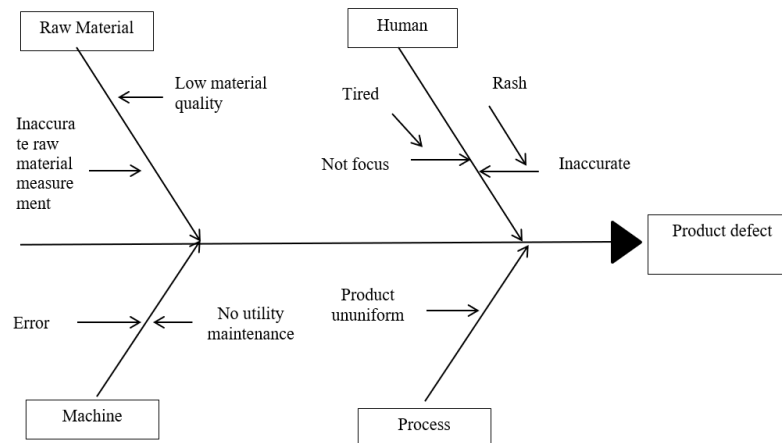 Raw Material
Human
Low material
quality
Tired
Rash
Inaccura
te raw
material
measure
ment
Not focus
Inaccurate
Product defect
Error
No utility
maintenance
Product
ununiform
Machine
Process